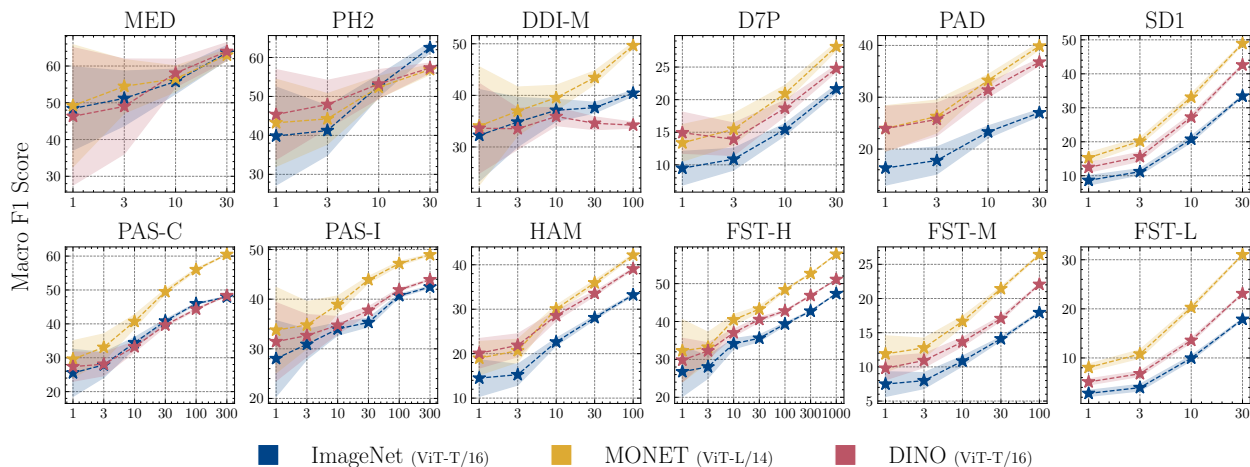 MED PH2 DDI-M D7P PAD SD1
60 50 40 30
60 50 40 30
50 40 30
25 20 15 10
40 30 20
50 40 30 20 10
1 3 10 30
1 3 10 30
1 3 10 30 100
1 3 10 30
1 3 10 30
1 3 10 30
Macro F1 Score
PAS-C PAS-I HAM FST-H FST-M FST-L
60 50 40 30 20
50 40 30 20
40 30 20 10
50 40 30 20
25 20 15 10 5
30 20 10
1 3 10 30 100 300
1 3 10 30 100 300
1 3 10 30 100
1 3 10 30 100 300 1000
1 3 10 30 100
1 3 10 30
ImageNet (ViT-T/16) MONET (ViT-L/14) DINO (ViT-T/16)